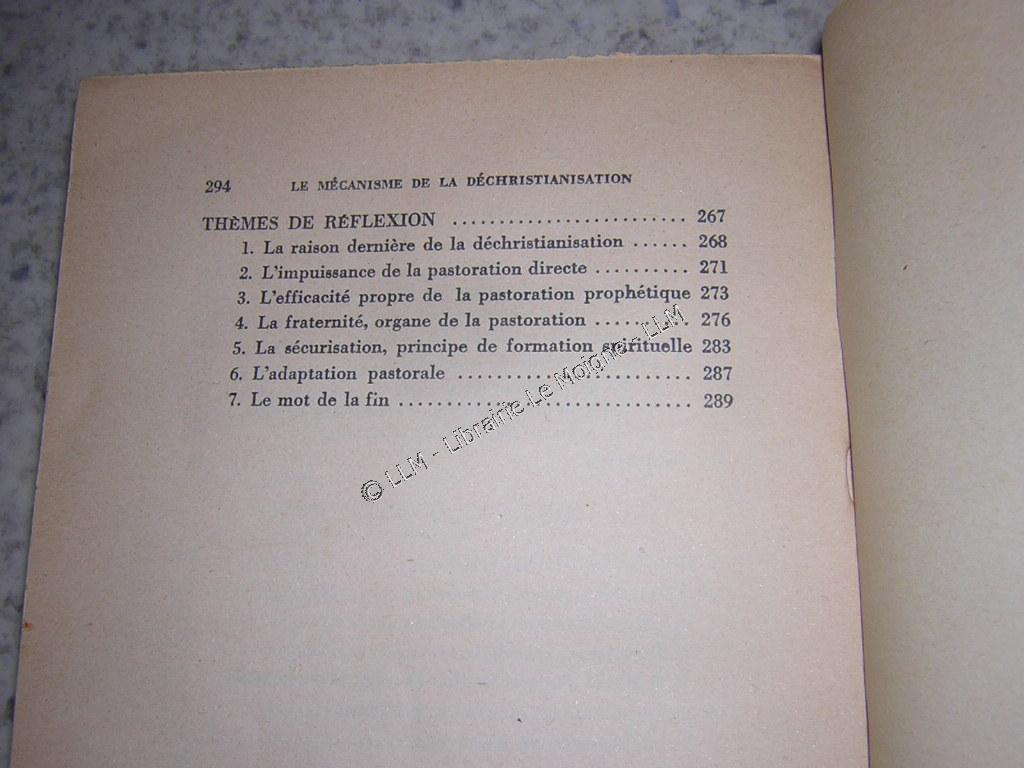 294 LE MÉCANISME DE LA DÉCHRISTIANISATION
THÈMES DE RÉFLEXION ........................ 267
1. La raison dernière de la déchristianisation ...... 268
2. L'impuissance de la pastoration directe .......... 271
3. L'efficacité propre de la pastoration prophétique 273
4. La fraternité, organe de la pastoration .......... 276
5. La sécurisation, principe de formation spirituelle 283
6. L'adaptation pastorale ......................... 287
7. Le mot de la fin ............................... 289
© LLM - Librairie Le Moigne - LLM